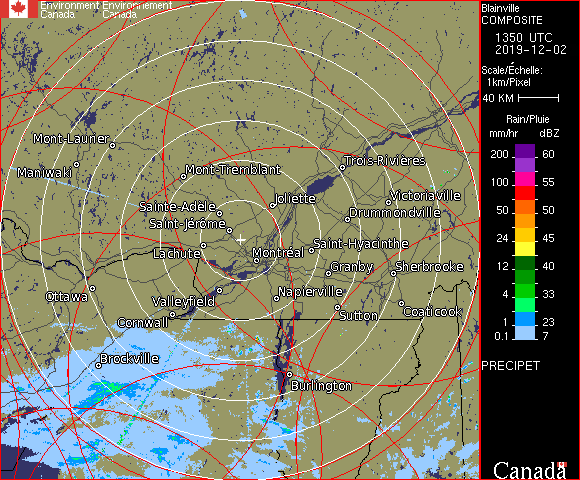 Environment Environnement
Canada Canada
Blainville
COMPOSITE
1350 UTC
2019-12-02
Scale/Échelle:
1km/Pixel
40 KM
Rain/Pluie
mm/hr dBZ
200 60
100 55
50 50
24 45
12 40
4 33
1 23
0.1 7
PRECIPET
Canada
Mont-Laurier
Maniwaki
Mont-Tremblant
Trois-Rivières
Joliette
Victoriaville
Sainte-Adèle
Drummondville
Saint-Jérôme
Saint-Hyacinthe
Lachute
Montréal
Granby
Sherbrooke
Ottawa
Valleyfield
Napierville
Cornwall
Sutton
Coaticook
Brockville
Burlington